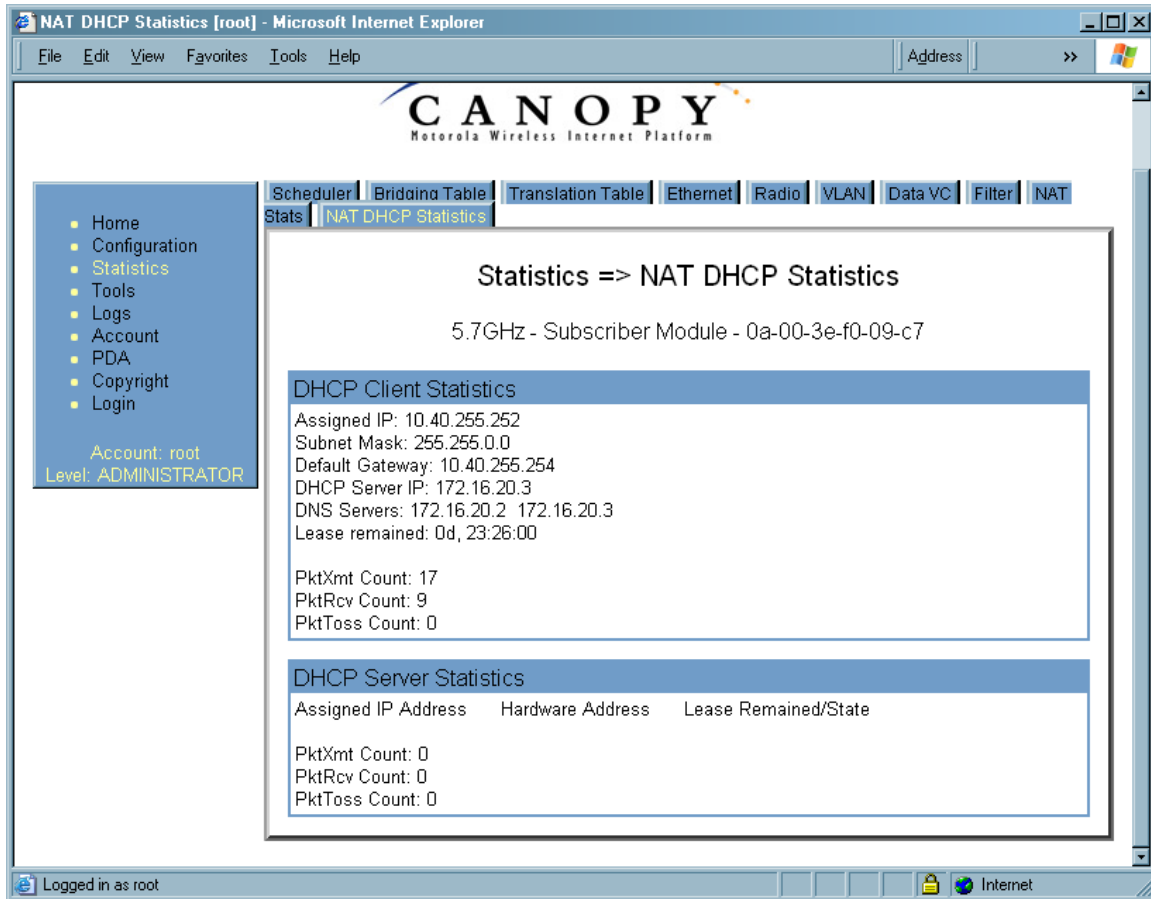 NAT DHCP Statistics [root] - Microsoft Internet Explorer
File Edit View Favorites Tools Help Address »
CANOPY
Motorola Wireless Internet Platform
Home
Configuration
Statistics
Tools
Logs
Account
PDA
Copyright
Login
Account: root
Level: ADMINISTRATOR
Scheduler Bridging Table Translation Table Ethernet Radio VLAN Data VC Filter NAT
Stats NAT DHCP Statistics
Statistics => NAT DHCP Statistics
5.7GHz - Subscriber Module - 0a-00-3e-f0-09-c7
DHCP Client Statistics
Assigned IP: 10.40.255.252
Subnet Mask: 255.255.0.0
Default Gateway: 10.40.255.254
DHCP Server IP: 172.16.20.3
DNS Servers: 172.16.20.2 172.16.20.3
Lease remained: 0d, 23:26:00
PktXmt Count: 17
PktRcv Count: 9
PktToss Count: 0
DHCP Server Statistics
Assigned IP Address Hardware Address Lease Remained/State
PktXmt Count: 0
PktRcv Count: 0
PktToss Count: 0
Logged in as root Internet